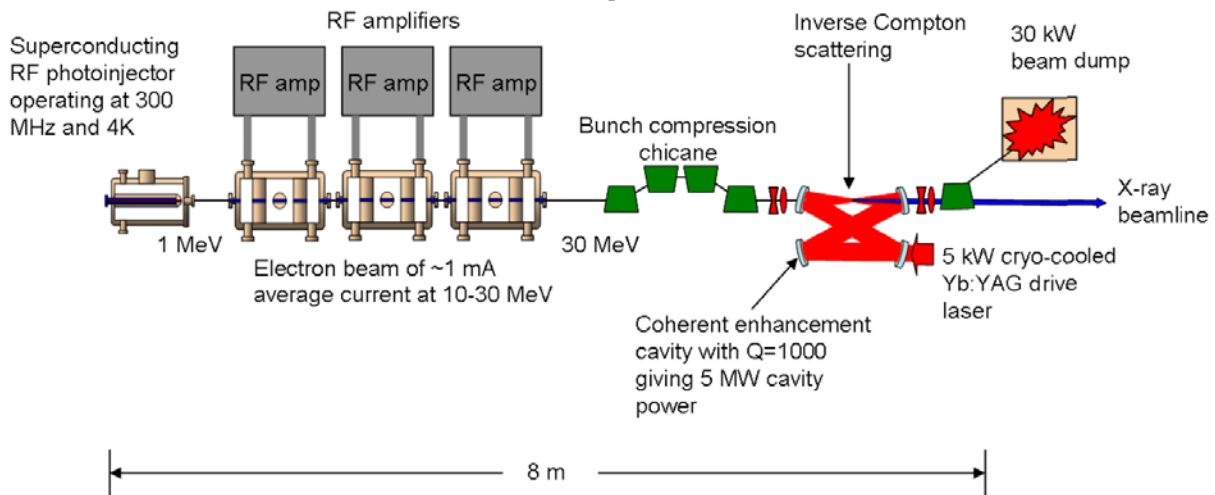 Superconducting
RF photoinjector
operating at 300
MHz and 4K
RF amplifiers
RF amp
RF amp
RF amp
1 MeV
Electron beam of ~1 mA
average current at 10-30 MeV
30 MeV
Bunch compression
chicane
Inverse Compton
scattering
30 kW
beam dump
X-ray
beamline
5 kW cryo-cooled
Yb:YAG drive
laser
Coherent enhancement
cavity with Q=1000
giving 5 MW cavity
power
8 m